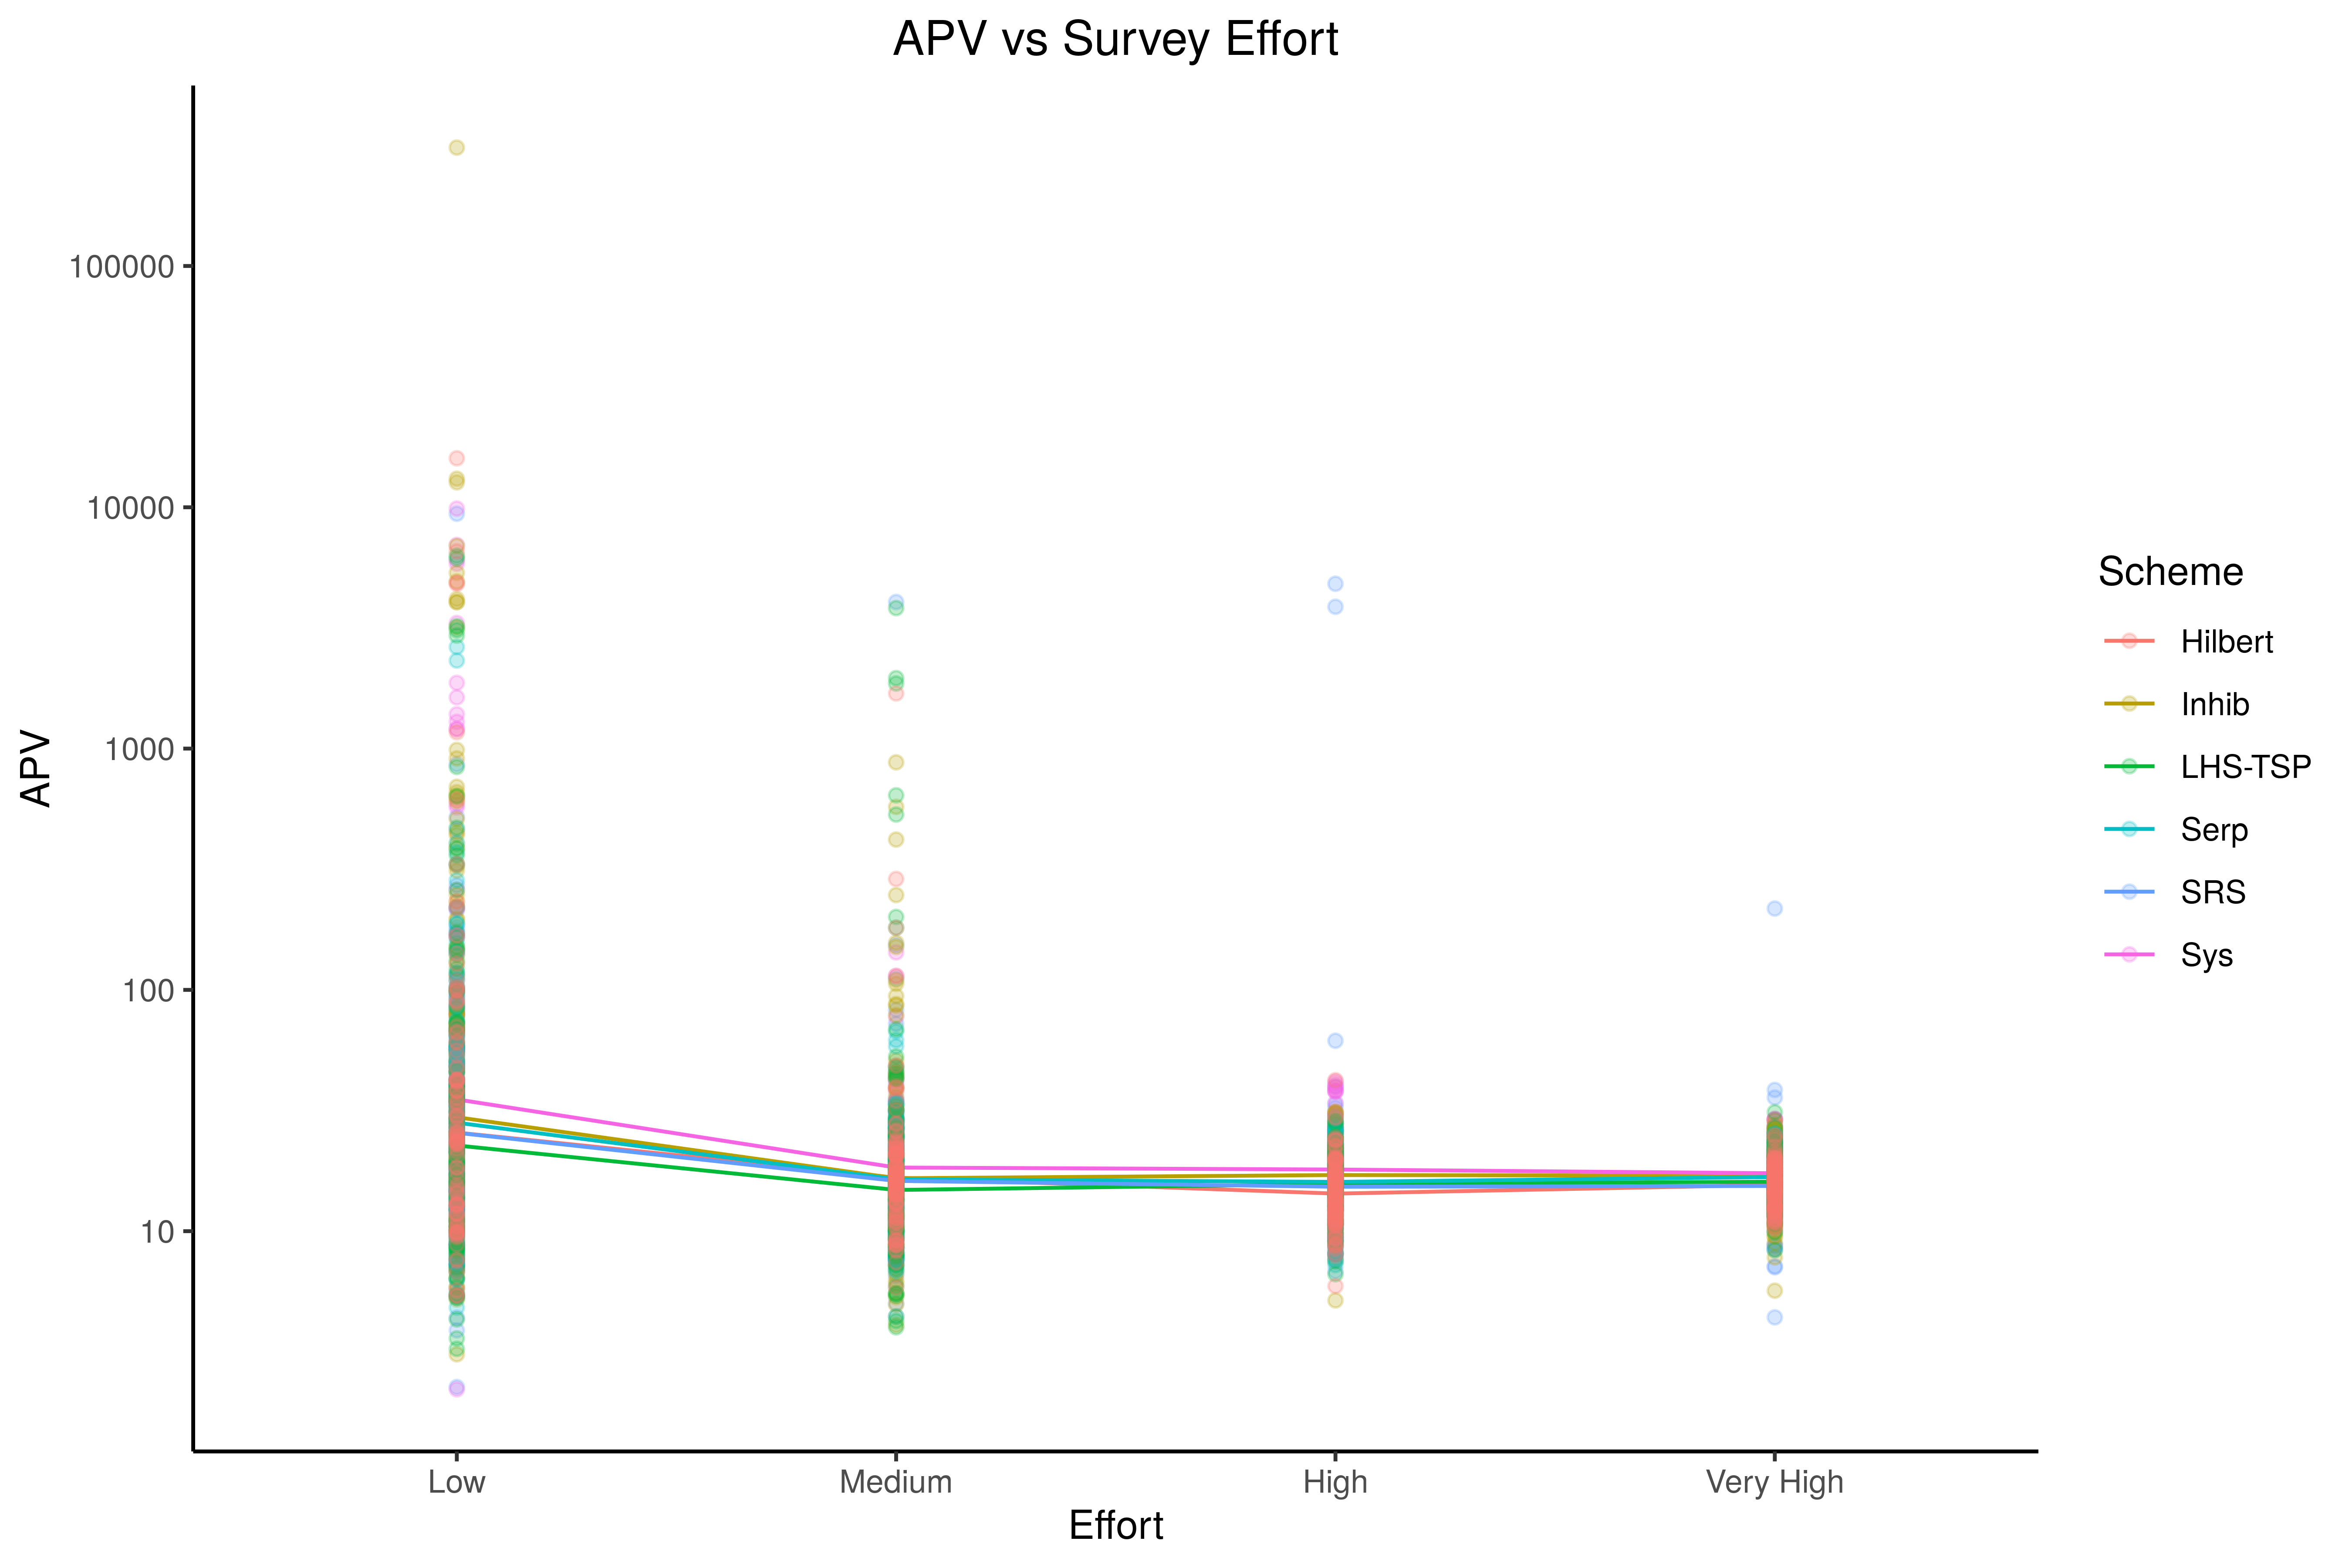 APV vs Survey Effort
APV
100000
10000
1000
100
10
Low
Medium
High
Very High
Effort
Scheme
Hilbert
Inhib
LHS-TSP
Serp
SRS
Sys